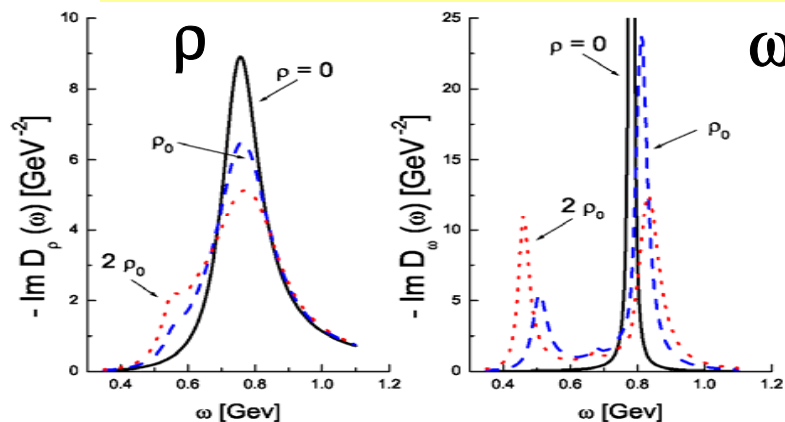 ρ
ρ = 0
ρ₀
2 ρ₀
- Im D_ρ (ω) [GeV⁻²]
0
2
4
6
8
10
0.4 0.6 0.8 1.0 1.2
ω [Gev]
ω
ρ = 0
ρ₀
2 ρ₀
- Im D_ω (ω) [GeV⁻²]
0
5
10
15
20
25
0.4 0.6 0.8 1.0 1.2
ω [Gev]